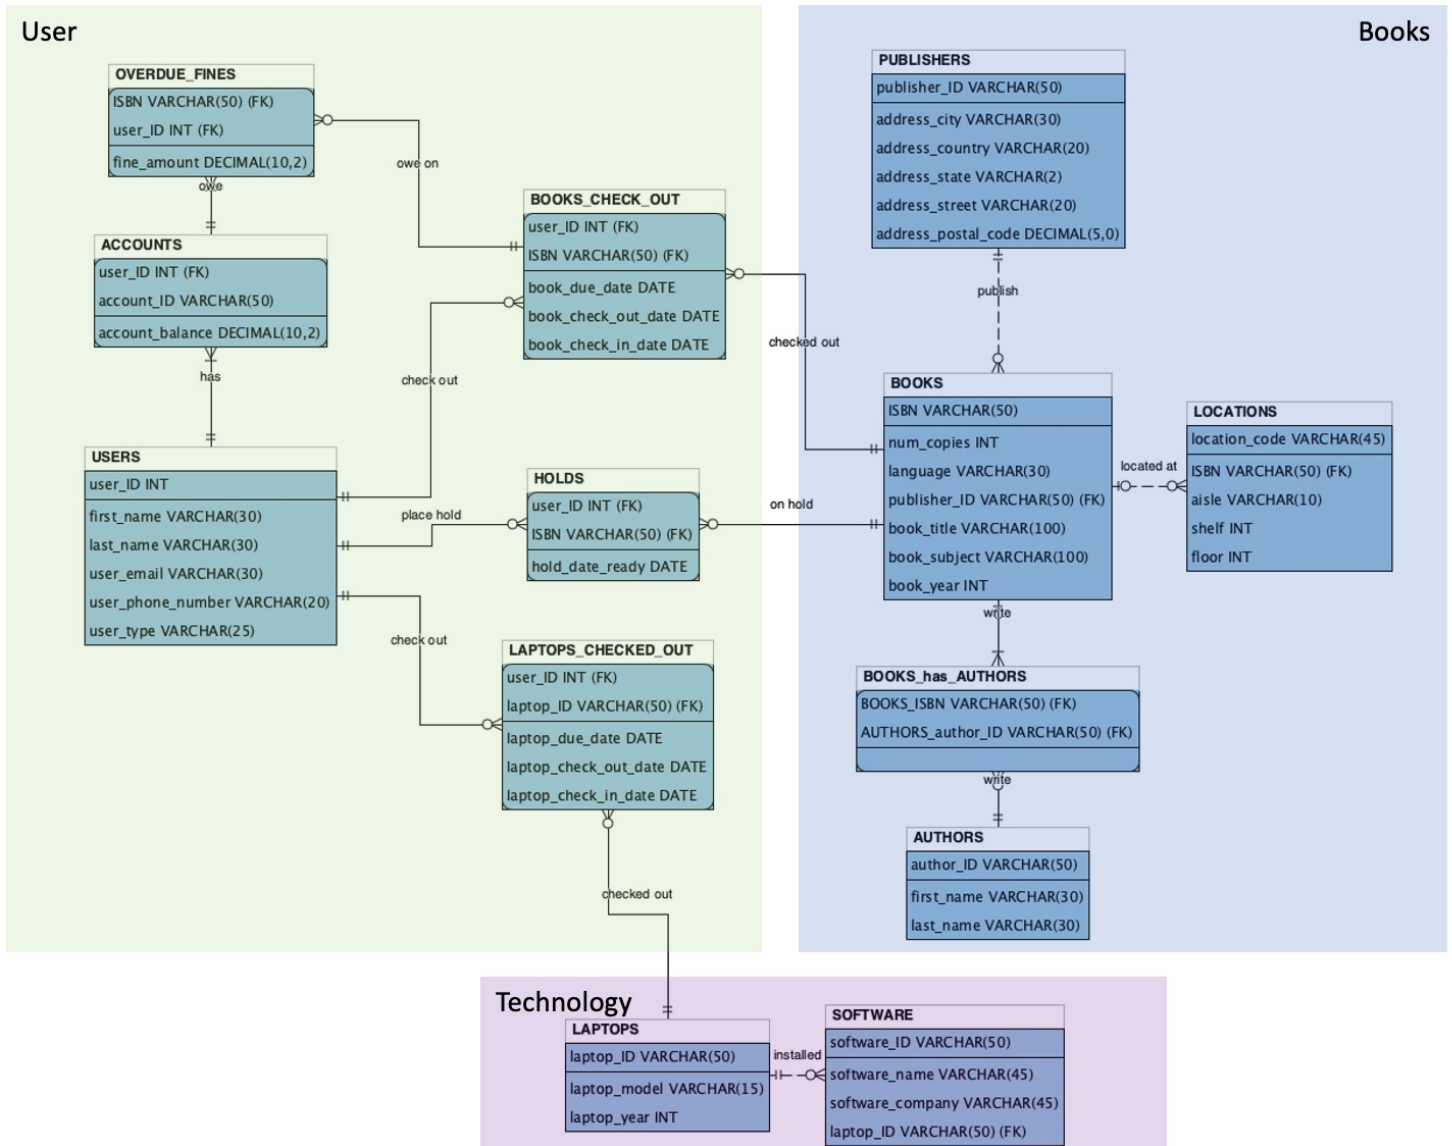 User
OVERDUE_FINES
ISBN VARCHAR(50) (FK)
user_ID INT (FK)
fine_amount DECIMAL(10,2)
owe
owe on
ACCOUNTS
user_ID INT (FK)
account_ID VARCHAR(50)
account_balance DECIMAL(10,2)
has
BOOKS_CHECK_OUT
user_ID INT (FK)
ISBN VARCHAR(50) (FK)
book_due_date DATE
book_check_out_date DATE
book_check_in_date DATE
check out
USERS
user_ID INT
first_name VARCHAR(30)
last_name VARCHAR(30)
user_email VARCHAR(30)
user_phone_number VARCHAR(20)
user_type VARCHAR(25)
place hold
HOLDS
user_ID INT (FK)
ISBN VARCHAR(50) (FK)
hold_date_ready DATE
check out
LAPTOPS_CHECKED_OUT
user_ID INT (FK)
laptop_ID VARCHAR(50) (FK)
laptop_due_date DATE
laptop_check_out_date DATE
laptop_check_in_date DATE
checked out
Books
PUBLISHERS
publisher_ID VARCHAR(50)
address_city VARCHAR(30)
address_country VARCHAR(20)
address_state VARCHAR(2)
address_street VARCHAR(20)
address_postal_code DECIMAL(5,0)
publish
checked out
on hold
BOOKS
ISBN VARCHAR(50)
num_copies INT
language VARCHAR(30)
publisher_ID VARCHAR(50) (FK)
book_title VARCHAR(100)
book_subject VARCHAR(100)
book_year INT
located at
LOCATIONS
location_code VARCHAR(45)
ISBN VARCHAR(50) (FK)
aisle VARCHAR(10)
shelf INT
floor INT
write
BOOKS_has_AUTHORS
BOOKS_ISBN VARCHAR(50) (FK)
AUTHORS_author_ID VARCHAR(50) (FK)
write
AUTHORS
author_ID VARCHAR(50)
first_name VARCHAR(30)
last_name VARCHAR(30)
Technology
LAPTOPS
laptop_ID VARCHAR(50)
laptop_model VARCHAR(15)
laptop_year INT
installed
SOFTWARE
software_ID VARCHAR(50)
software_name VARCHAR(45)
software_company VARCHAR(45)
laptop_ID VARCHAR(50) (FK)